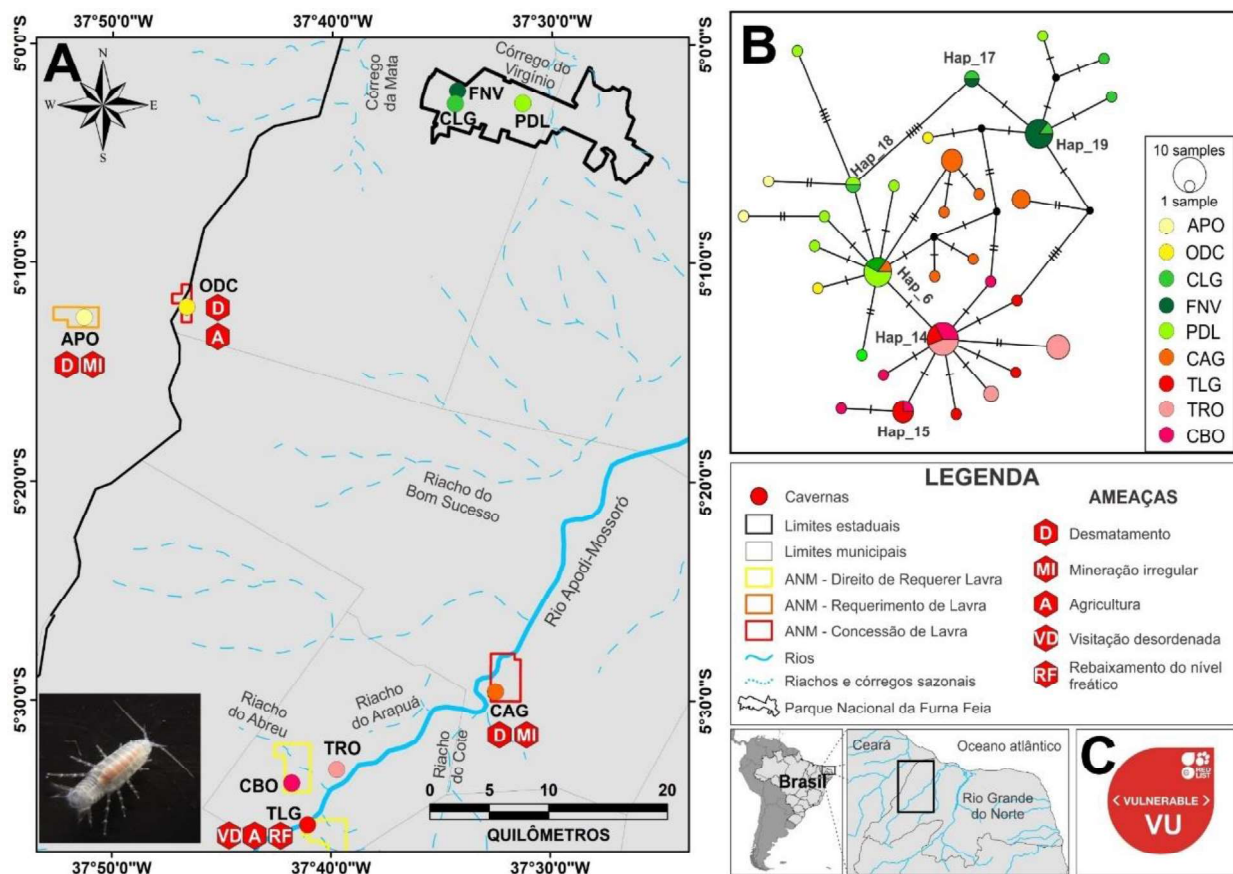 37°50'0"W
37°40'0"W
37°30'0"W
5°0'0"S
5°10'0"S
5°20'0"S
5°30'0"S
5°0'0"S
5°10'0"S
5°20'0"S
5°30'0"S
37°50'0"W
37°40'0"W
37°30'0"W
A
N
W
E
S
Córrego
da Mata
Córrego do
Virgínio
FNV
CLG
PDL
ODC
D
A
APO
D
MI
Riacho do
Bom Sucesso
Rio Apodi-Mossoró
Riacho
do Abreu
Riacho
do Arapuá
Riacho
do Coite
CAG
D
MI
TRO
CBO
TLG
VD
A
RF
0
5
10
20
QUILÔMETROS
B
Hap_17
Hap_18
Hap_19
Hap_6
Hap_14
Hap_15
10 samples
1 sample
APO
ODC
CLG
FNV
PDL
CAG
TLG
TRO
CBO
LEGENDA
Cavernas
Limites estaduais
Limites municipais
ANM - Direito de Requerer Lavra
ANM - Requerimento de Lavra
ANM - Concessão de Lavra
Rios
Riachos e córregos sazonais
Parque Nacional da Furna Feia
AMEAÇAS
D Desmatamento
MI Mineração irregular
A Agricultura
VD Visitação desordenada
RF Rebaixamento do nível
freático
Brasil
Ceará
Oceano atlântico
Rio Grande
do Norte
C
< VULNERABLE >
VU